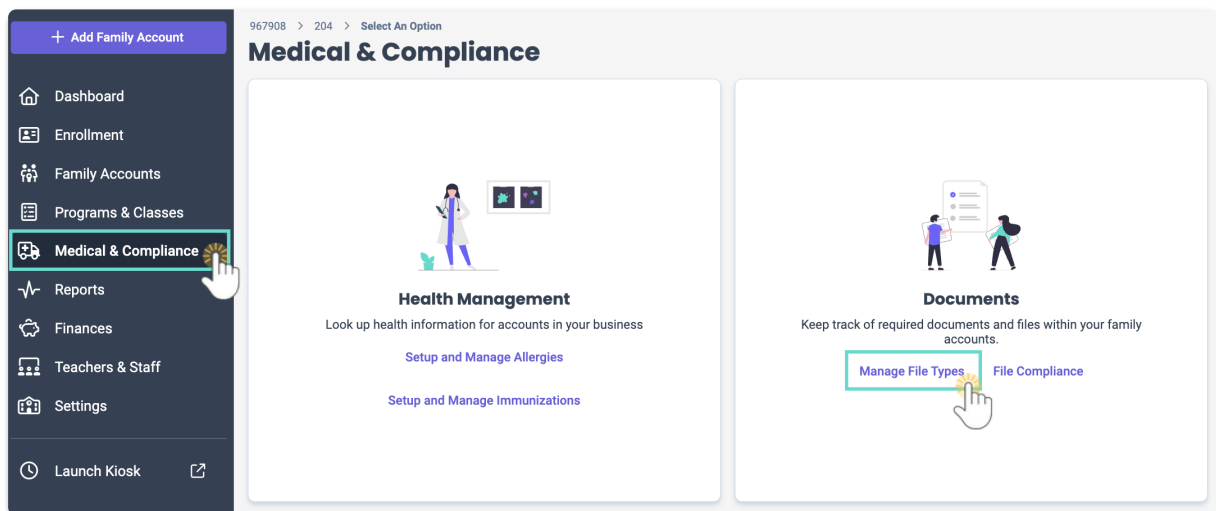 + Add Family Account
Dashboard
Enrollment
Family Accounts
Programs & Classes
Medical & Compliance
Reports
Finances
Teachers & Staff
Settings
Launch Kiosk
967908 > 204 > Select An Option
Medical & Compliance
Health Management
Look up health information for accounts in your business
Setup and Manage Allergies
Setup and Manage Immunizations
Documents
Keep track of required documents and files within your family
accounts.
Manage File Types File Compliance